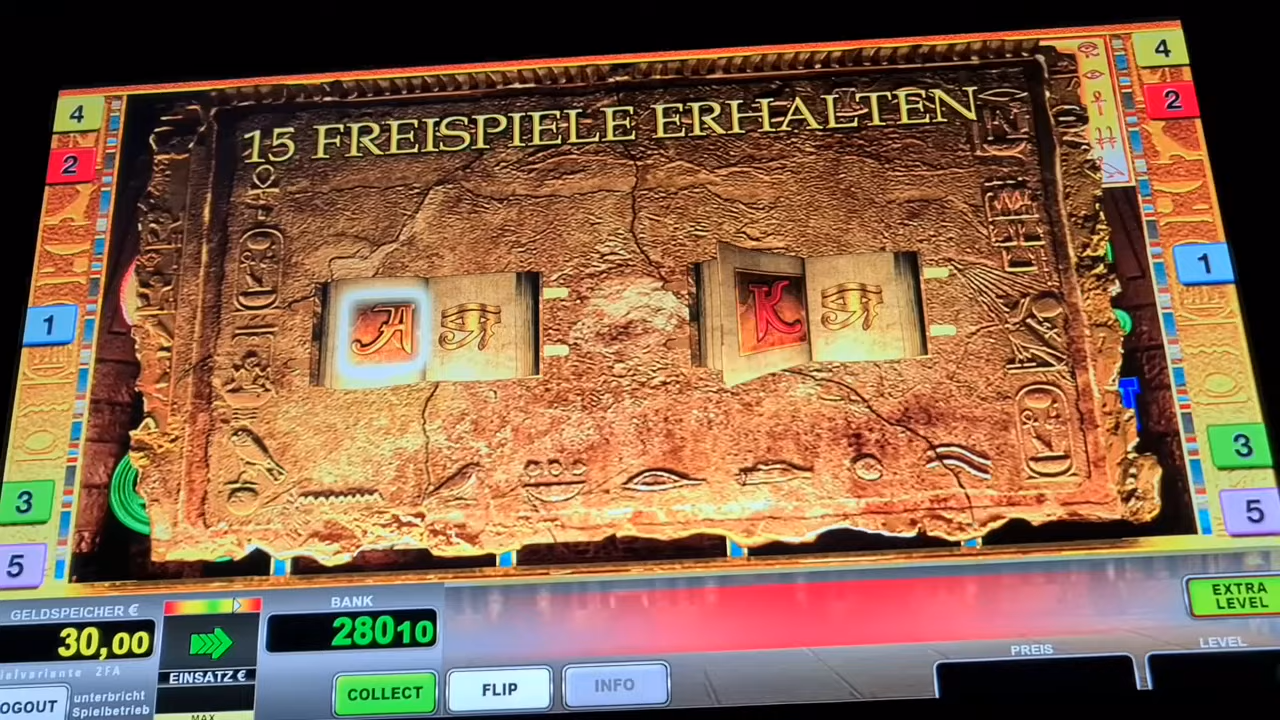 15 FREISPIELE ERHALTEN
4
2
1
3
5
4
2
1
3
5
A
K
GELDSPEICHER €
30,00
BANK
28010
EINSATZ €
MAX
ielvariante 2FA
OGOUT
unterbricht
Spielbetrieb
COLLECT
FLIP
INFO
EXTRA
LEVEL
PREIS
LEVEL